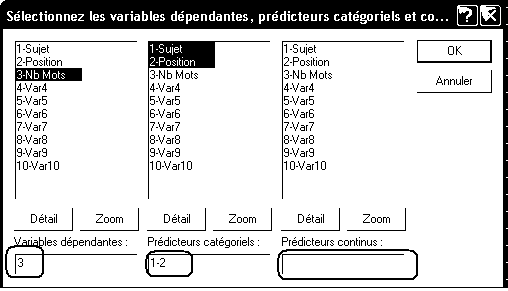 Sélectionnez les variables dépendantes, prédicteurs catégoriels et co...
1-Sujet
2-Position
3-Nb Mots
4-Var4
5-Var5
6-Var6
7-Var7
8-Var8
9-Var9
10-Var10
1-Sujet
2-Position
3-Nb Mots
4-Var4
5-Var5
6-Var6
7-Var7
8-Var8
9-Var9
10-Var10
1-Sujet
2-Position
3-Nb Mots
4-Var4
5-Var5
6-Var6
7-Var7
8-Var8
9-Var9
10-Var10
OK
Annuler
Détail Zoom Détail Zoom Détail Zoom
Variables dépendantes : Prédicteurs catégoriels : Prédicteurs continus :
3 1-2